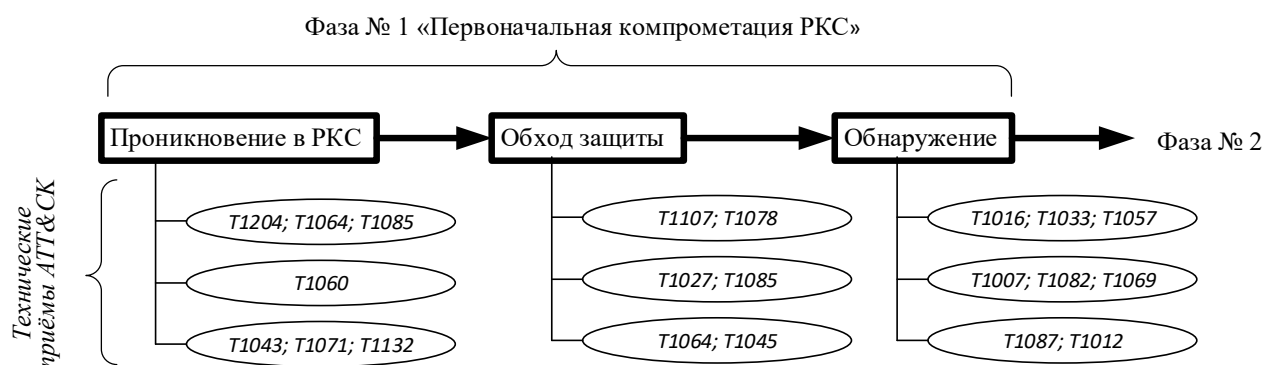 Фаза № 1 «Первоначальная компрометация РКС»
Проникновение в РКС
Обход защиты
Обнаружение
Фаза № 2
Технические
приёмы ATT&CK
T1204; T1064; T1085
T1107; T1078
T1016; T1033; T1057
T1060
T1027; T1085
T1007; T1082; T1069
T1043; T1071; T1132
T1064; T1045
T1087; T1012